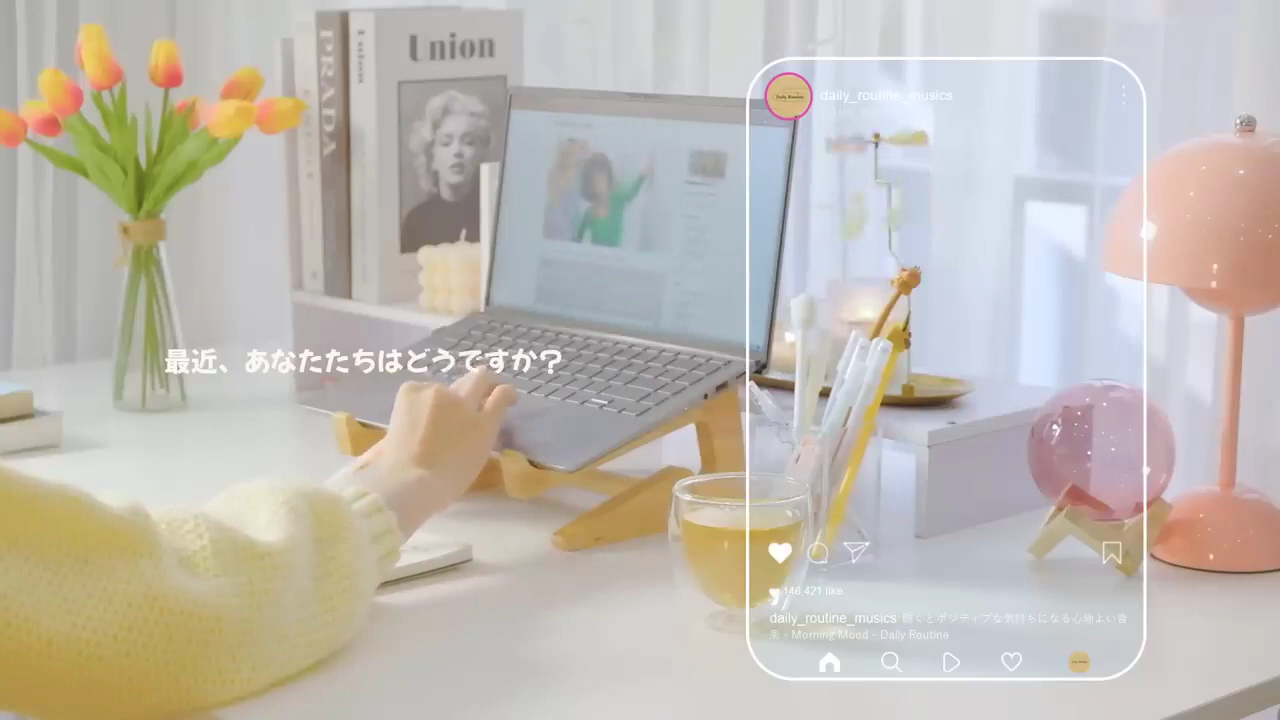 PRADA
Union
Union
daily_routine_musics
最近、あなたたちはどうですか?
146,421 like
daily_routine_musics 聴くとポジティブな気持ちになる心地よい音
楽 - Morning Mood - Daily Routine